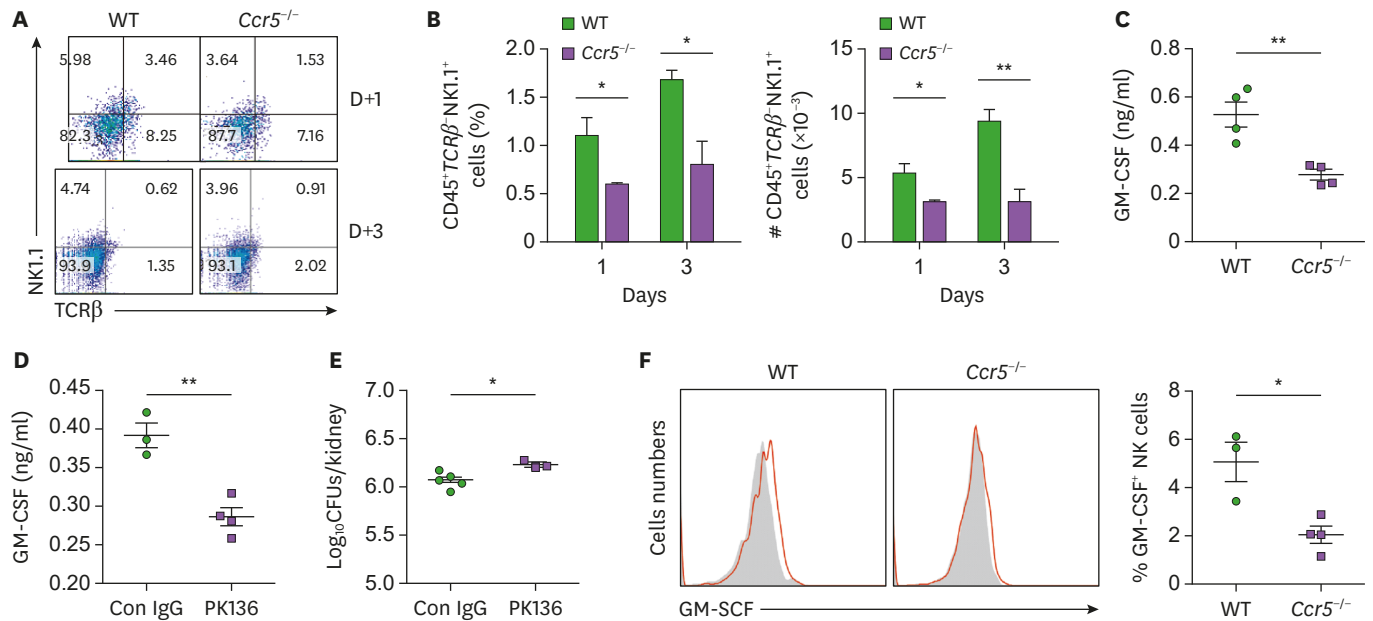 A
WT
Ccr5⁻/⁻
5.98
3.46
3.64
1.53
D+1
82.3
8.25
87.7
7.16
4.74
0.62
3.96
0.91
D+3
93.9
1.35
93.1
2.02
NK1.1
TCRβ
B
WT
Ccr5⁻/⁻
CD45⁺TCRβ⁻NK1.1⁺
cells (%)
2.0
1.5
1.0
0.5
0
*
*
1
3
Days
WT
Ccr5⁻/⁻
# CD45⁺TCRβ⁻NK1.1⁺
cells (×10⁻³)
15
10
5
0
*
**
1
3
Days
C
GM-CSF (ng/ml)
0.8
0.6
0.4
0.2
0
**
WT
Ccr5⁻/⁻
D
GM-CSF (ng/ml)
0.45
0.40
0.35
0.30
0.25
0.20
**
Con IgG
PK136
E
Log₁₀CFUs/kidney
7.0
6.5
6.0
5.5
5.0
*
Con IgG
PK136
F
WT
Ccr5⁻/⁻
Cells numbers
GM-SCF
% GM-CSF⁺ NK cells
8
6
4
2
0
*
WT
Ccr5⁻/⁻